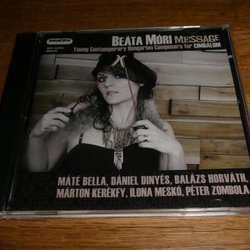 HUNGAROTON
BEÁTA MÓRI MESSAGE
Young Contemporary Hungarian Composers for CIMBALOM
MÁTÉ BELLA, DÁNIEL DINYÉS, BALÁZS HORVÁTH,
MÁRTON KERÉKFY, ILONA MESKÓ, PÉTER ZOMBOLA